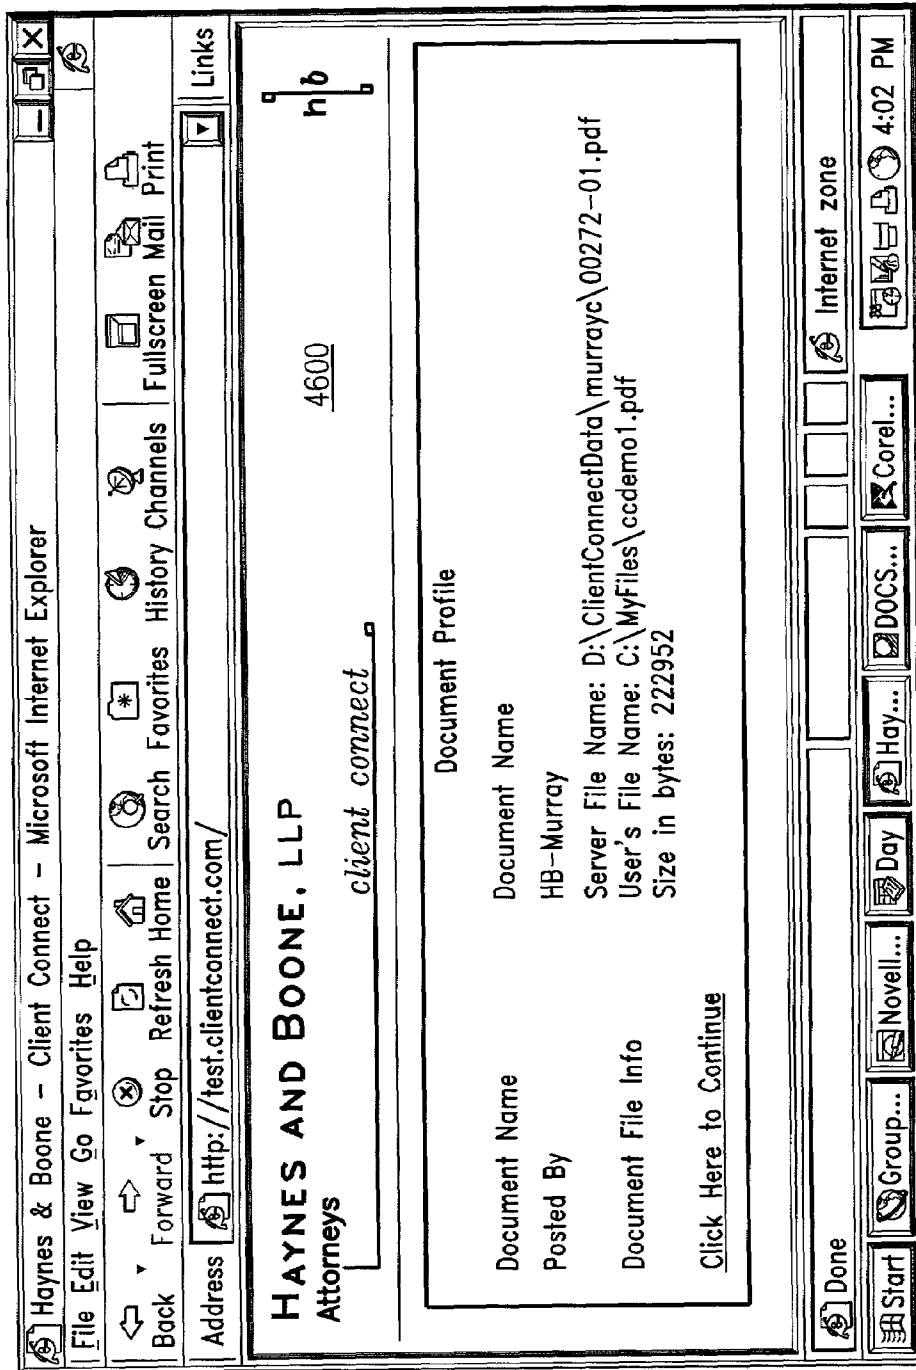 Haynes & Boone – Client Connect – Microsoft Internet Explorer
File Edit View Go Favorites Help
Back Forward Stop Refresh Home Search Favorites History Channels Fullscreen Mail Print
Address http://test.clientconnect.com/ Links
HAYNES AND BOONE, LLP
Attorneys
client connect
4600
h b
Document Profile
Document Name Document Name
Posted By HB-Murray
Document File Info Server File Name: D:\ClientConnectData\murrayc\00272-01.pdf
User's File Name: C:\MyFiles\ccdemo1.pdf
Size in bytes: 222952
Click Here to Continue
Done Internet zone
Start Group... Novell... Day Hay... DOCS... Corel... 4:02 PM